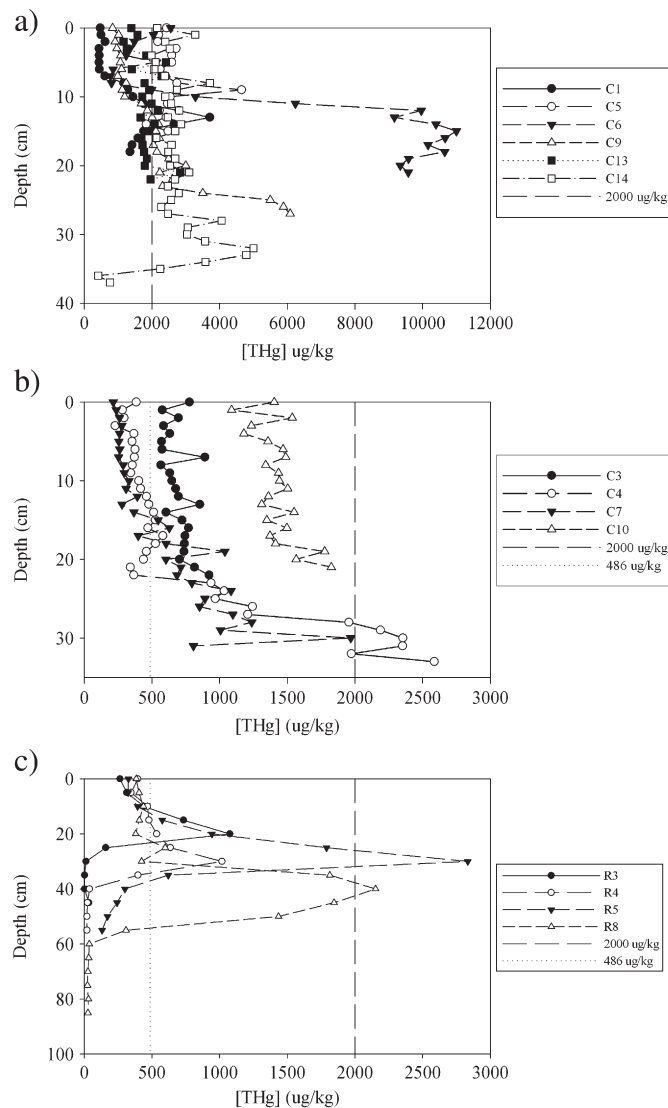 a)
0
10
20
30
40
Depth (cm)
0 2000 4000 6000 8000 10000 12000
[THg] ug/kg
C1
C5
C6
C9
C13
C14
2000 ug/kg
b)
0
10
20
30
Depth (cm)
0 500 1000 1500 2000 2500 3000
[THg] (ug/kg)
C3
C4
C7
C10
2000 ug/kg
486 ug/kg
c)
0
20
40
60
80
100
Depth (cm)
0 500 1000 1500 2000 2500 3000
[THg] (ug/kg)
R3
R4
R5
R8
2000 ug/kg
486 ug/kg